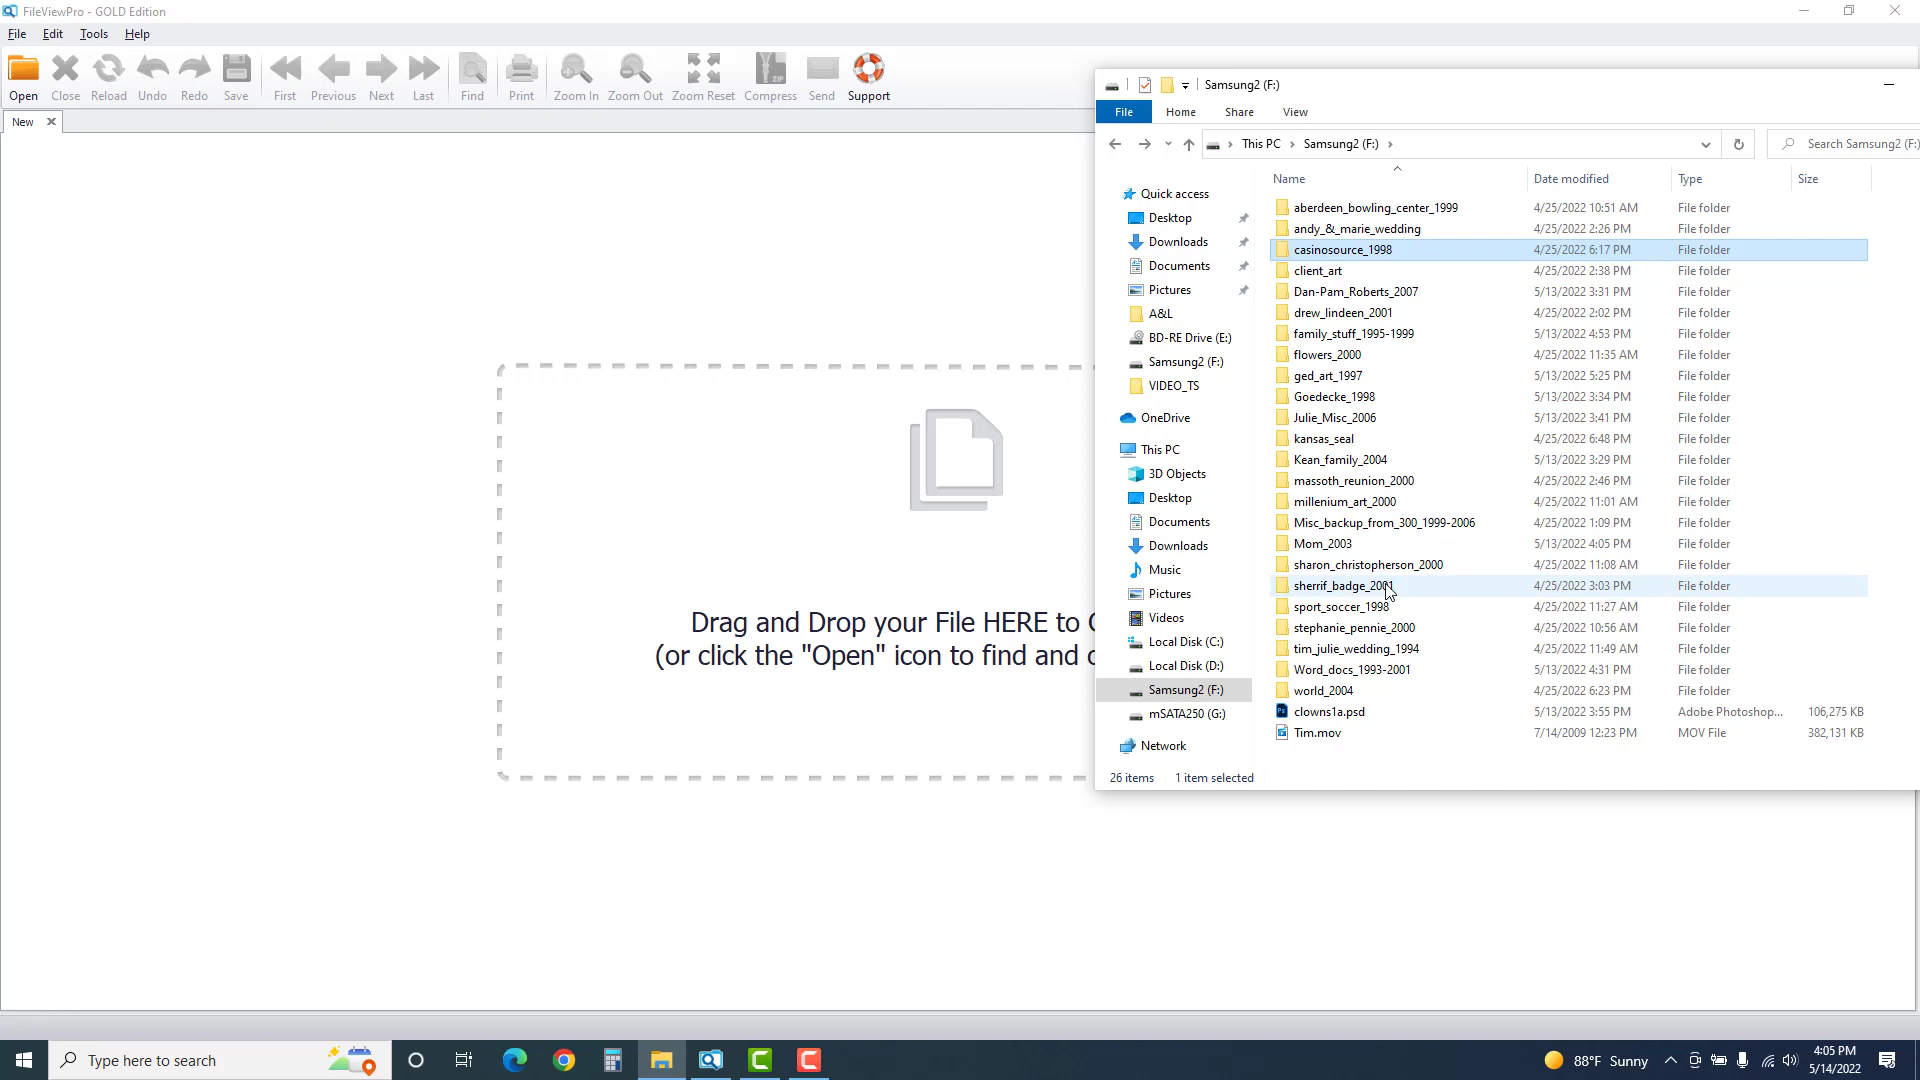 FileViewPro - GOLD Edition
File Edit Tools Help
Open Close Reload Undo Redo Save First Previous Next Last Find Print Zoom In Zoom Out Zoom Reset Compress Send Support
ZIP
New
Drag and Drop your File HERE to
(or click the "Open" icon to find and
Samsung2 (F:)
File Home Share View
This PC Samsung2 (F:) Search Samsung2 (F:)
Quick access
Desktop
Downloads
Documents
Pictures
A&L
BD-RE Drive (E:)
Samsung2 (F:)
VIDEO_TS
OneDrive
This PC
3D Objects
Desktop
Documents
Downloads
Music
Pictures
Videos
Local Disk (C:)
Local Disk (D:)
Samsung2 (F:)
mSATA250 (G:)
Network
Name Date modified Type Size
aberdeen_bowling_center_1999 4/25/2022 10:51 AM File folder
andy_&_marie_wedding 4/25/2022 2:26 PM File folder
casinosource_1998 4/25/2022 6:17 PM File folder
client_art 4/25/2022 2:38 PM File folder
Dan-Pam_Roberts_2007 5/13/2022 3:31 PM File folder
drew_lindeen_2001 4/25/2022 2:02 PM File folder
family_stuff_1995-1999 5/13/2022 4:53 PM File folder
flowers_2000 4/25/2022 11:35 AM File folder
ged_art_1997 5/13/2022 5:25 PM File folder
Goedecke_1998 5/13/2022 3:34 PM File folder
Julie_Misc_2006 5/13/2022 3:41 PM File folder
kansas_seal 4/25/2022 6:48 PM File folder
Kean_family_2004 5/13/2022 3:29 PM File folder
massoth_reunion_2000 4/25/2022 2:46 PM File folder
millenium_art_2000 4/25/2022 11:01 AM File folder
Misc_backup_from_300_1999-2006 4/25/2022 1:09 PM File folder
Mom_2003 5/13/2022 4:05 PM File folder
sharon_christopherson_2000 4/25/2022 11:08 AM File folder
sherrif_badge_2001 4/25/2022 3:03 PM File folder
sport_soccer_1998 4/25/2022 11:27 AM File folder
stephanie_pennie_2000 4/25/2022 10:56 AM File folder
tim_julie_wedding_1994 4/25/2022 11:49 AM File folder
Word_docs_1993-2001 5/13/2022 4:31 PM File folder
world_2004 4/25/2022 6:23 PM File folder
clowns1a.psd 5/13/2022 3:55 PM Adobe Photoshop... 106,275 KB
Tim.mov 7/14/2009 12:23 PM MOV File 382,131 KB
26 items 1 item selected
Type here to search
88°F Sunny
4:05 PM
5/14/2022